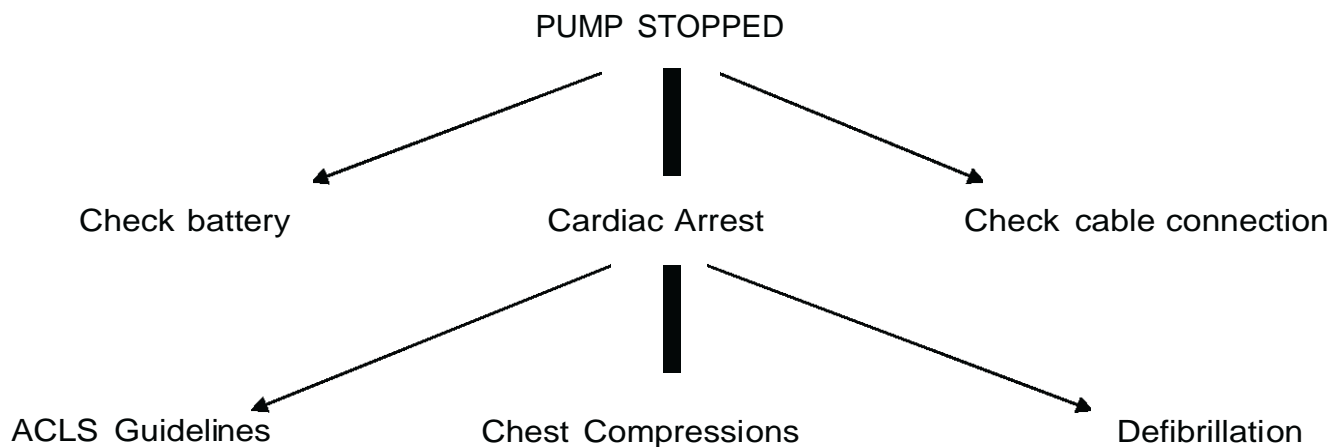 PUMP STOPPED
Check battery Cardiac Arrest Check cable connection
ACLS Guidelines Chest Compressions Defibrillation